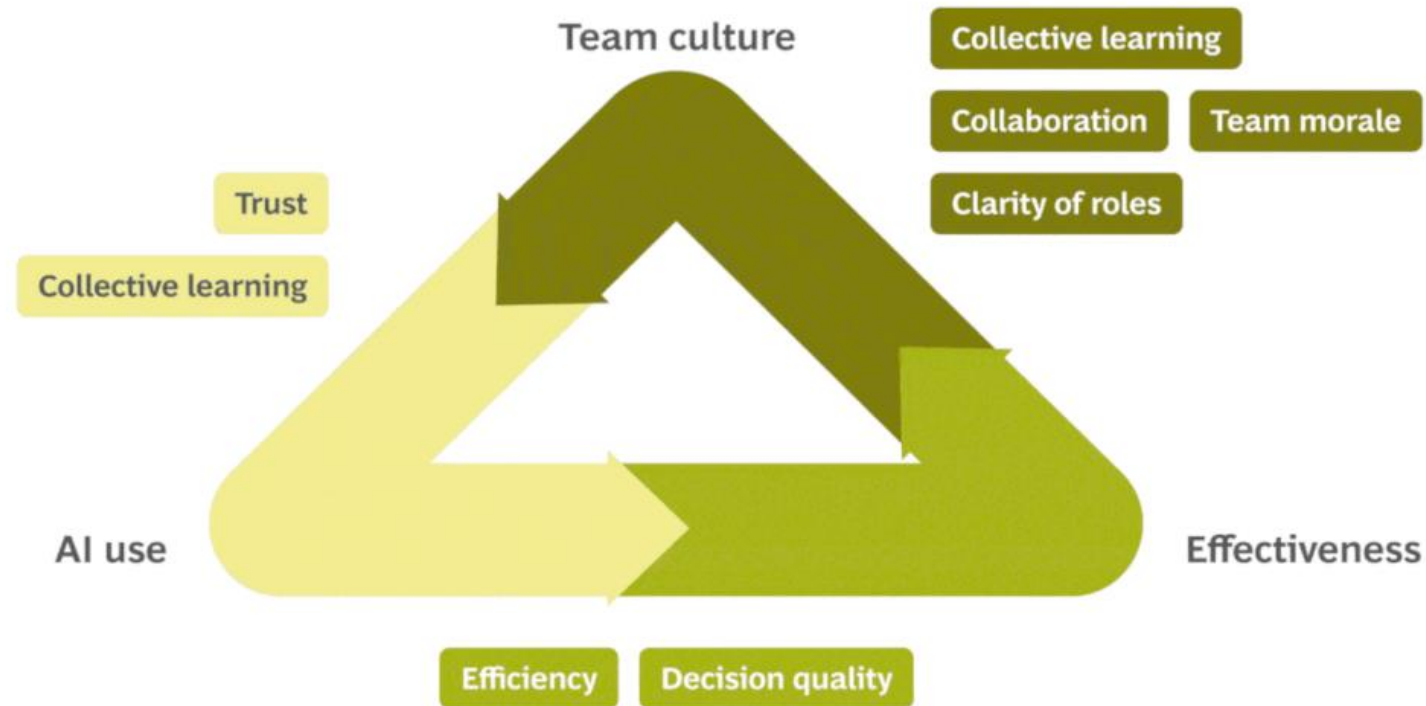 Team culture
Collective learning
Collaboration
Team morale
Clarity of roles
Trust
Collective learning
AI use
Effectiveness
Efficiency
Decision quality